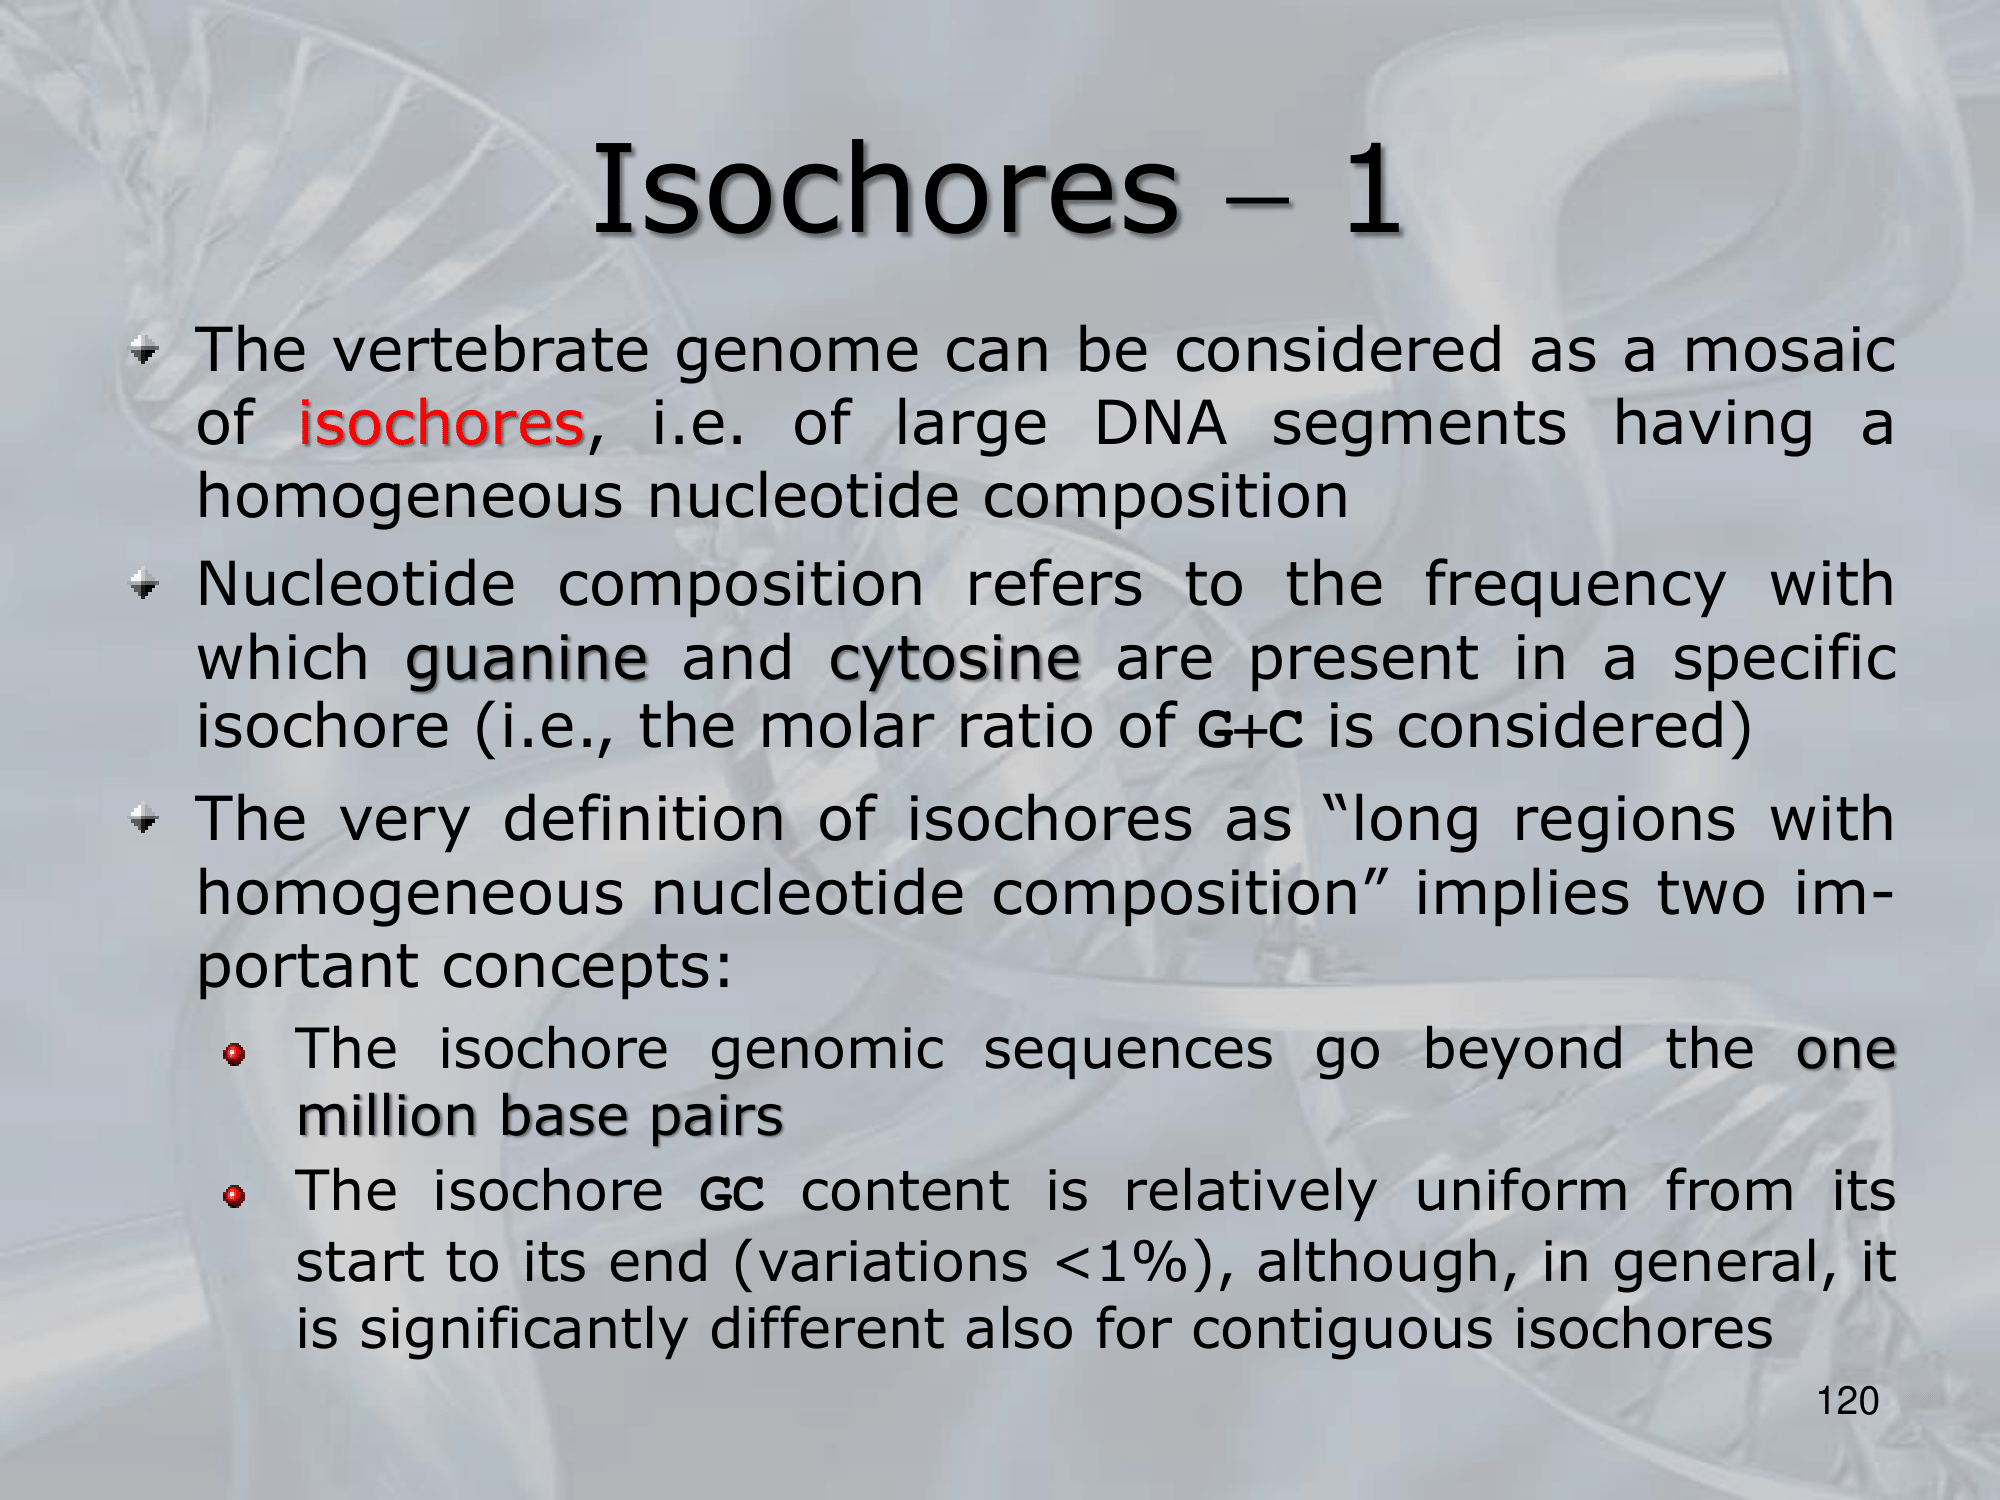 Isochores – 1
The vertebrate genome can be considered as a mosaic
of isochores, i.e. of large DNA segments having a
homogeneous nucleotide composition
Nucleotide composition refers to the frequency with
which guanine and cytosine are present in a specific
isochore (i.e., the molar ratio of G+C is considered)
The very definition of isochores as “long regions with
homogeneous nucleotide composition” implies two im-
portant concepts:
The isochore genomic sequences go beyond the one
million base pairs
The isochore GC content is relatively uniform from its
start to its end (variations <1%), although, in general, it
is significantly different also for contiguous isochores
120